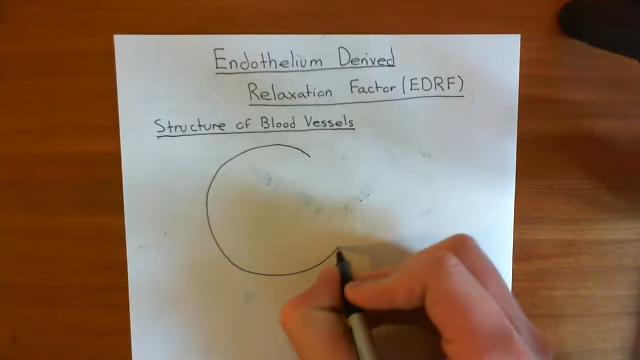 Endothelium Derived
Relaxation Factor (EDRF)
Structure of Blood Vessels